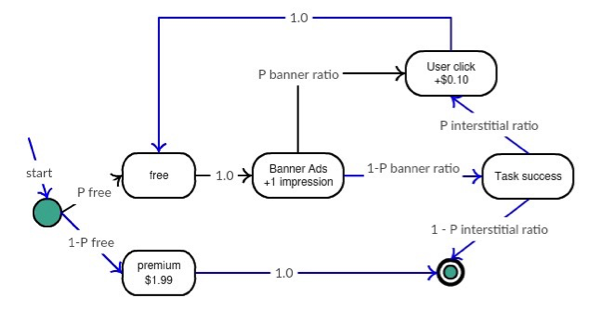 1.0
P banner ratio
User click
+$0.10
P interstitial ratio
start
P free
free
1.0
Banner Ads
+1 impression
1-P banner ratio
Task success
1-P free
1 - P interstitial ratio
premium
$1.99
1.0